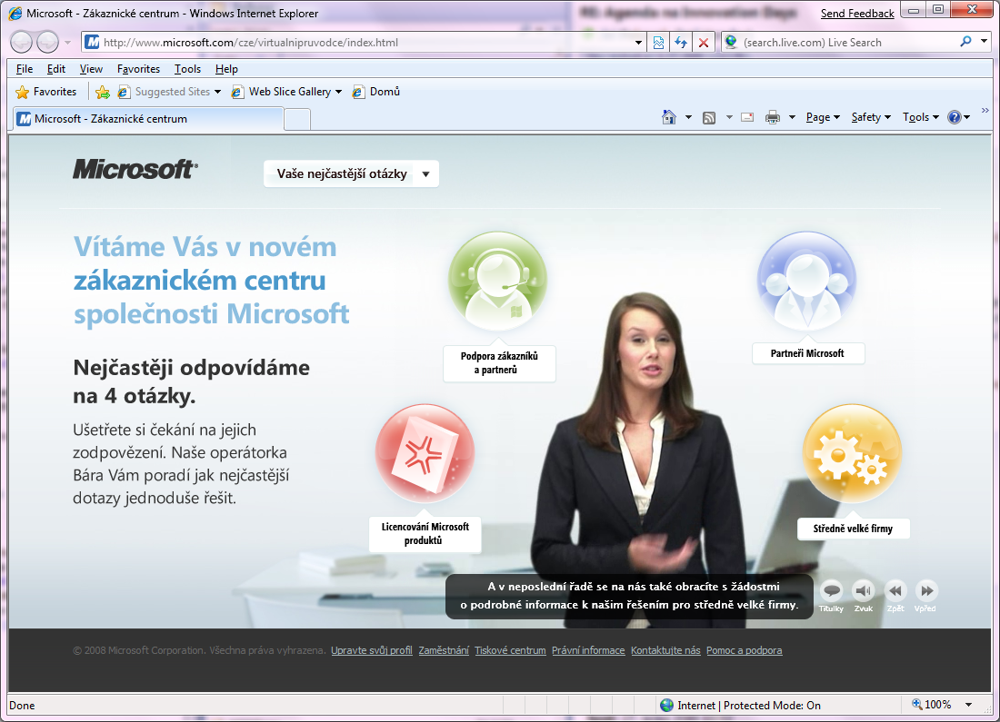 Microsoft - Zákaznické centrum - Windows Internet Explorer
RE: Agenda na Innovation Days
Send Feedback
http://www.microsoft.com/cze/virtualnipruvodce/index.html
(search.live.com) Live Search
File Edit View Favorites Tools Help
Favorites Suggested Sites Web Slice Gallery Domů
Microsoft - Zákaznické centrum
Page Safety Tools
Microsoft
Vaše nejčastější otázky
Vítáme Vás v novém
zákaznickém centru
společnosti Microsoft
Nejčastěji odpovídáme
na 4 otázky.
Ušetřete si čekání na jejich
zodpovězení. Naše operátorka
Bára Vám poradí jak nejčastější
dotazy jednoduše řešit.
Podpora zákazníků
a partnerů
Partneři Microsoft
Licencování Microsoft
produktů
Středně velké firmy
A v neposlední řadě se na nás také obracíte s žádostmi
o podrobné informace k našim řešením pro středně velké firmy.
Titulky Zvuk Zpět Vpřed
© 2008 Microsoft Corporation. Všechna práva vyhrazena. Upravte svůj profil Zaměstnání Tiskové centrum Právní informace Kontaktujte nás Pomoc a podpora
Done
Internet | Protected Mode: On
100%